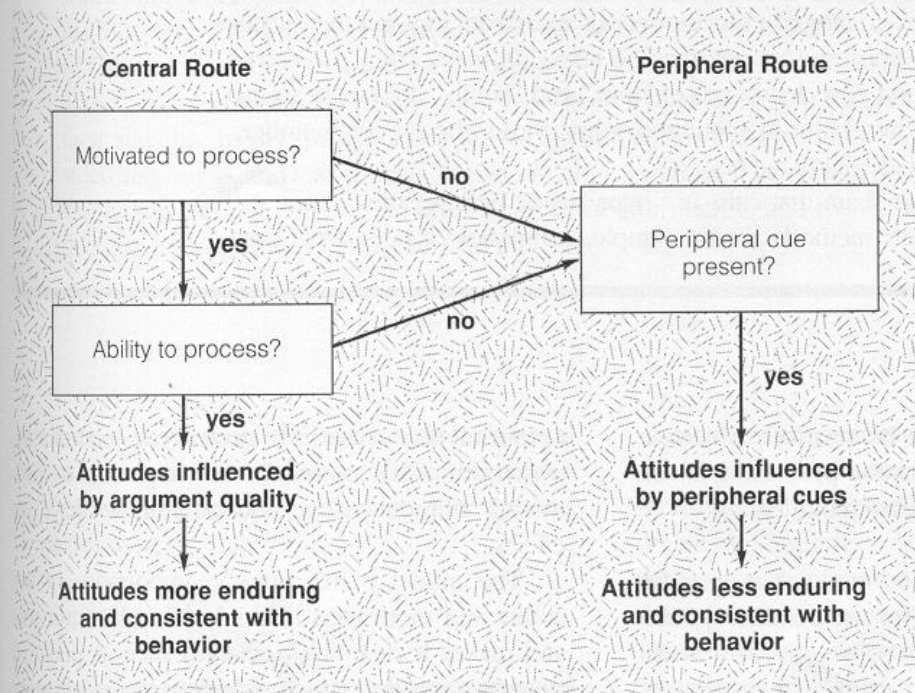 Central Route
Peripheral Route
Motivated to process?
no
Peripheral cue
present?
yes
no
Ability to process?
yes
yes
Attitudes influenced
by argument quality
Attitudes influenced
by peripheral cues
Attitudes more enduring
and consistent with
behavior
Attitudes less enduring
and consistent with
behavior